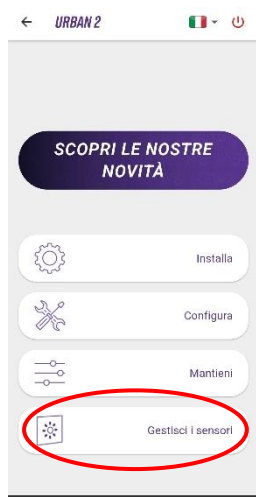 URBAN 2
SCOPRI LE NOSTRE
NOVITÀ
Installa
Configura
Mantieni
Gestisci i sensori